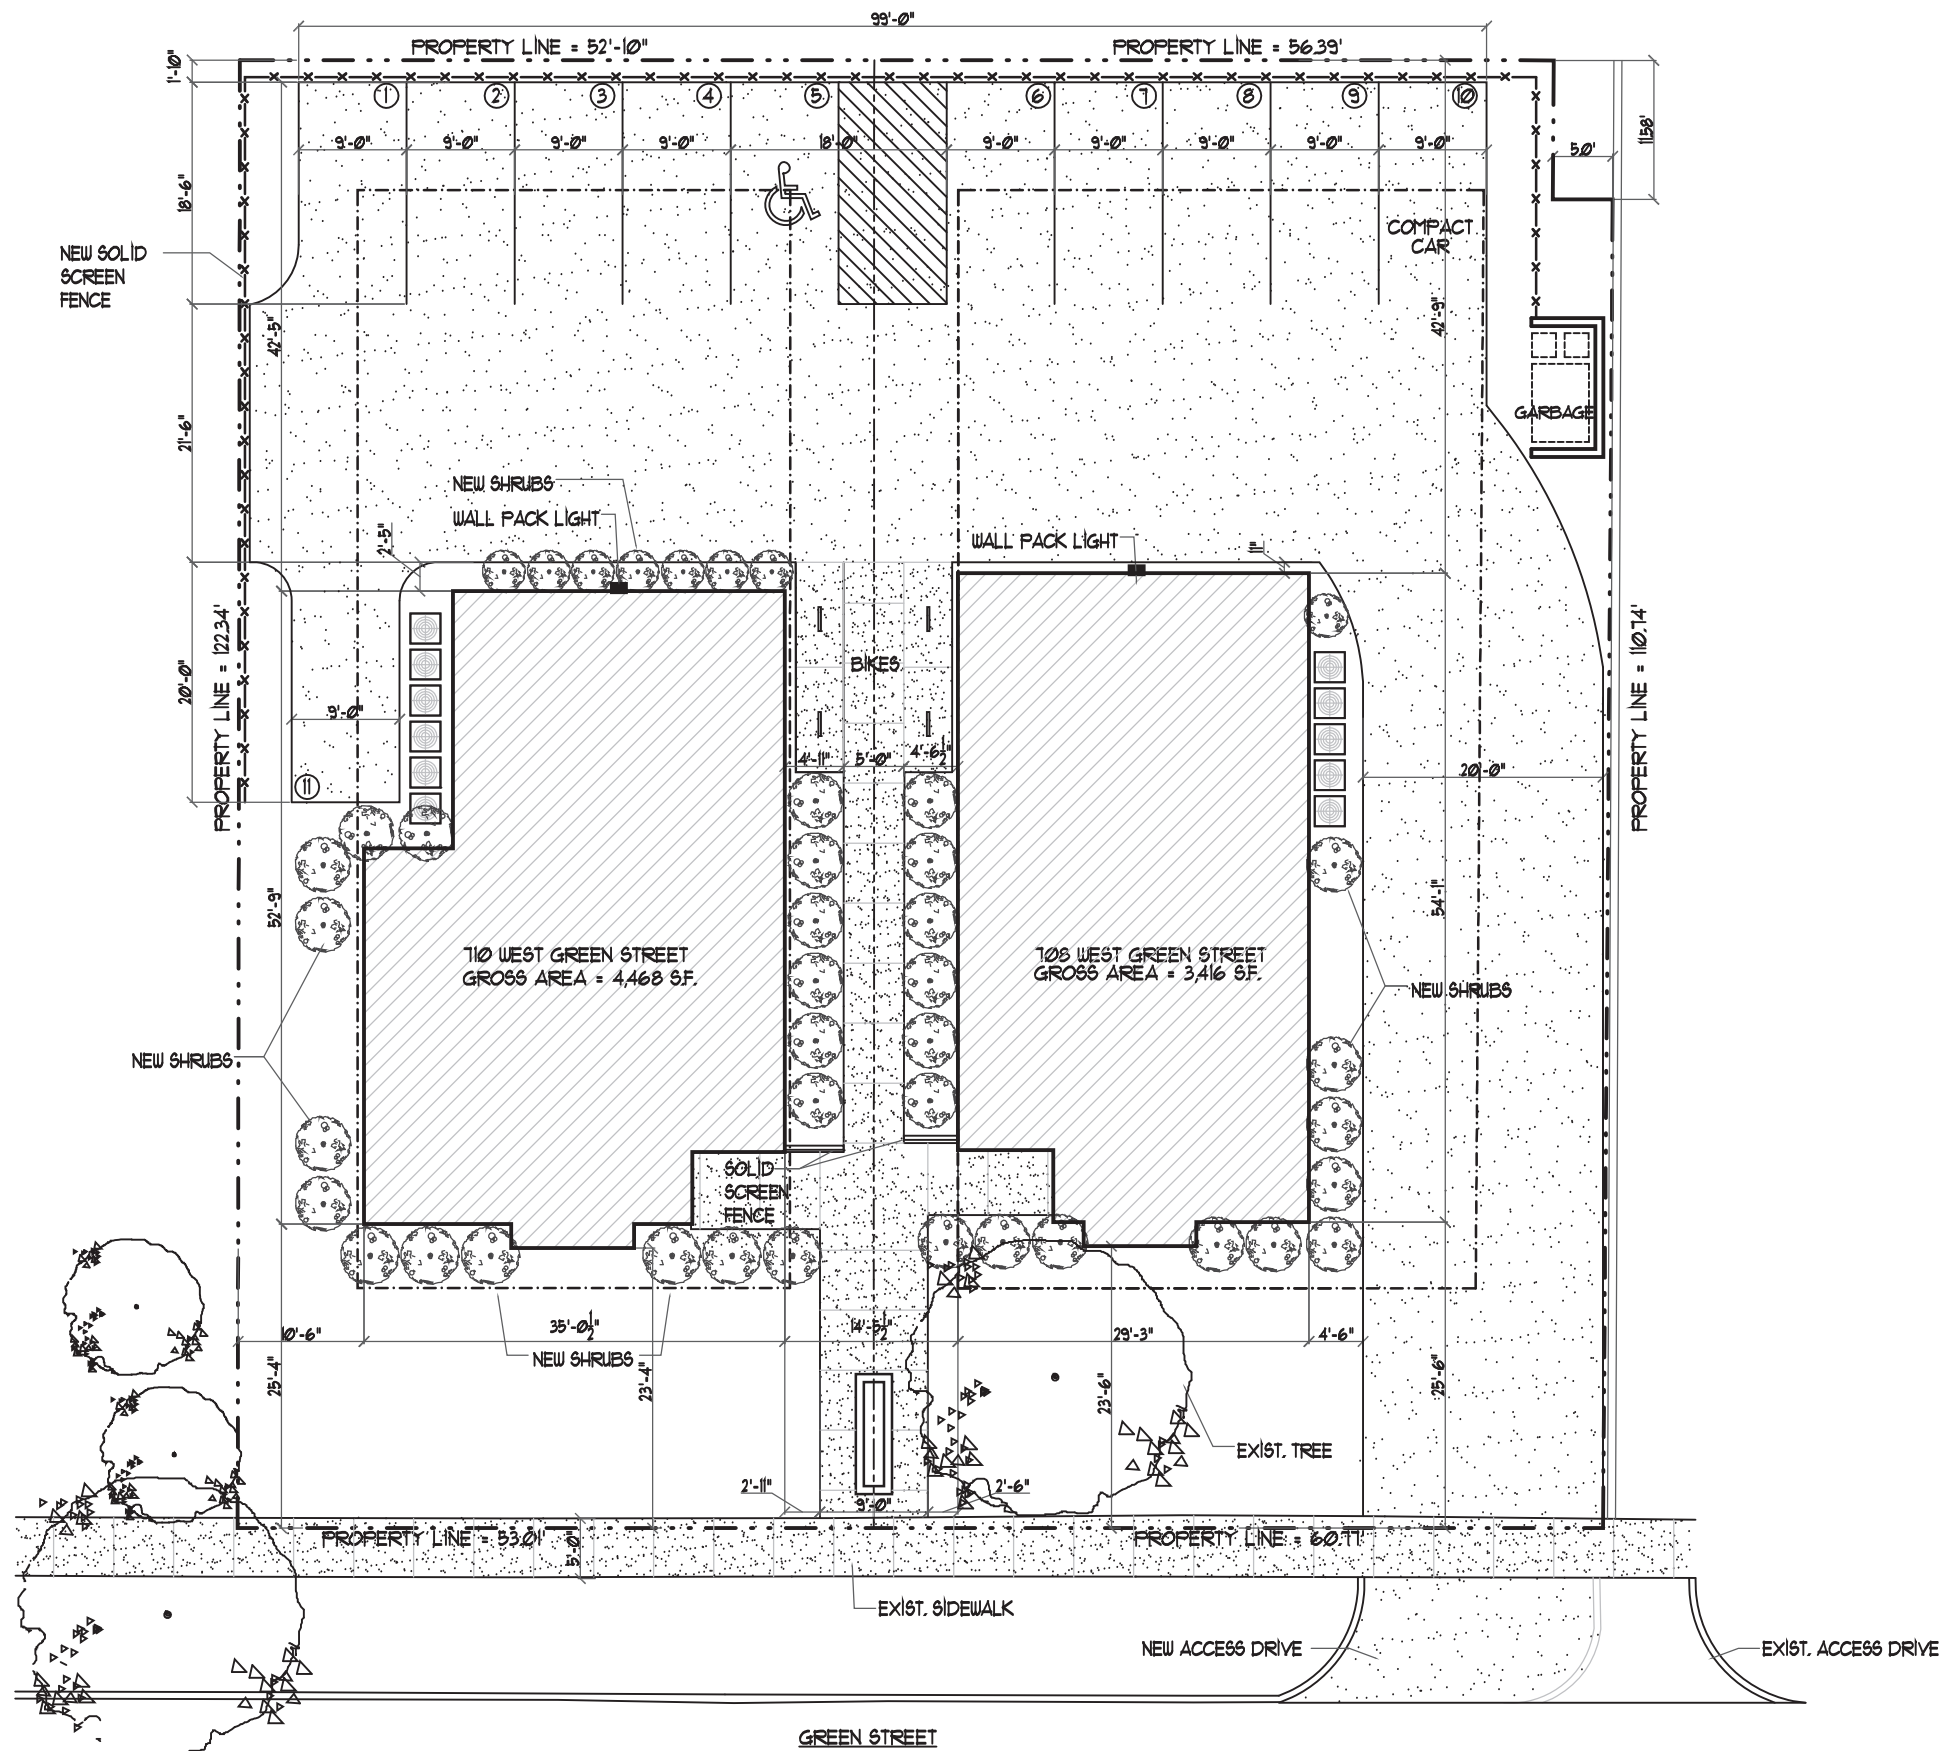 99'-0"
PROPERTY LINE = 52'-10"
PROPERTY LINE = 56.39'
1'-10"
1
2
3
4
5
6
7
8
9
10
9'-0"
9'-0"
9'-0"
9'-0"
18'-0"
9'-0"
9'-0"
9'-0"
9'-0"
9'-0"
5.0'
11.58'
18'-6"
COMPACT
CAR
NEW SOLID
SCREEN
FENCE
42'-5"
42'-9"
21'-6"
GARBAGE
NEW SHRUBS
WALL PACK LIGHT
2'-5"
WALL PACK LIGHT
11"
PROPERTY LINE = 122.34'
PROPERTY LINE = 110.74'
20'-0"
BIKES
9'-0"
4'-11"
5'-0"
4'-6½"
20'-0"
11
52'-9"
54'-1"
710 WEST GREEN STREET
GROSS AREA = 4,468 S.F.
708 WEST GREEN STREET
GROSS AREA = 3,416 S.F.
NEW SHRUBS
NEW SHRUBS
SOLID
SCREEN
FENCE
10'-6"
35'-0½"
14'-5½"
29'-3"
4'-6"
NEW SHRUBS
25'-4"
23'-4"
23'-6"
25'-6"
EXIST. TREE
2'-11"
9'-0"
2'-6"
PROPERTY LINE = 53.01
PROPERTY LINE = 60.77'
5'-0"
EXIST. SIDEWALK
NEW ACCESS DRIVE
EXIST. ACCESS DRIVE
GREEN STREET